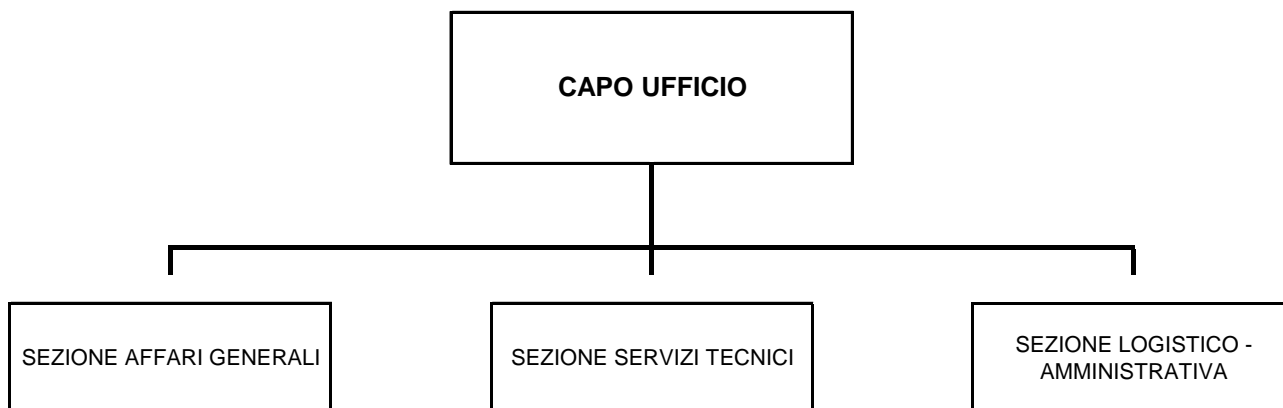 CAPO UFFICIO
SEZIONE AFFARI GENERALI
SEZIONE SERVIZI TECNICI
SEZIONE LOGISTICO -
AMMINISTRATIVA